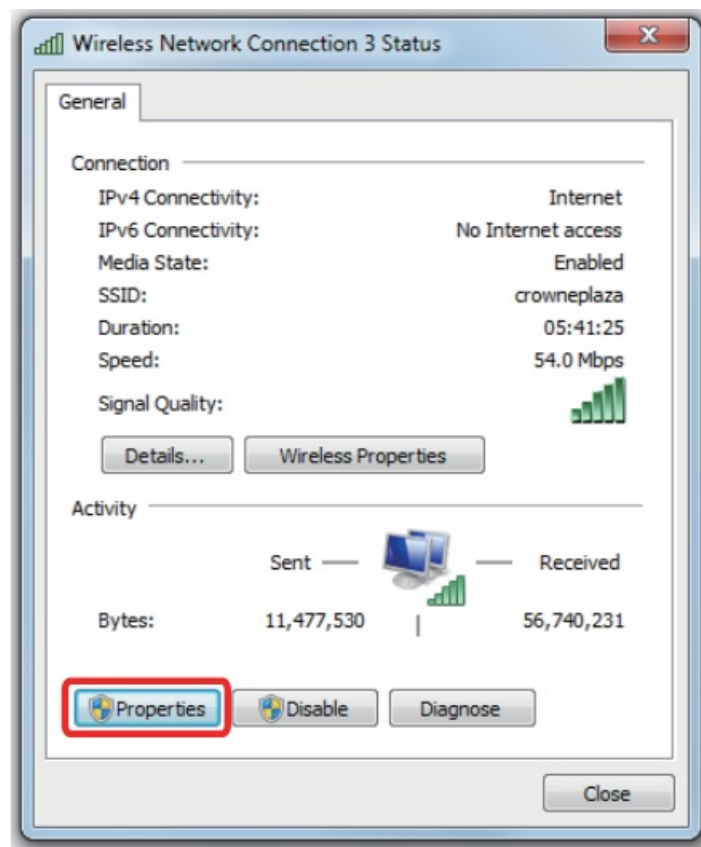 Wireless Network Connection 3 Status
General
Connection
IPv4 Connectivity: Internet
IPv6 Connectivity: No Internet access
Media State: Enabled
SSID: crowneplaza
Duration: 05:41:25
Speed: 54.0 Mbps
Signal Quality:
Details... Wireless Properties
Activity
Sent Received
Bytes: 11,477,530 56,740,231
Properties Disable Diagnose
Close